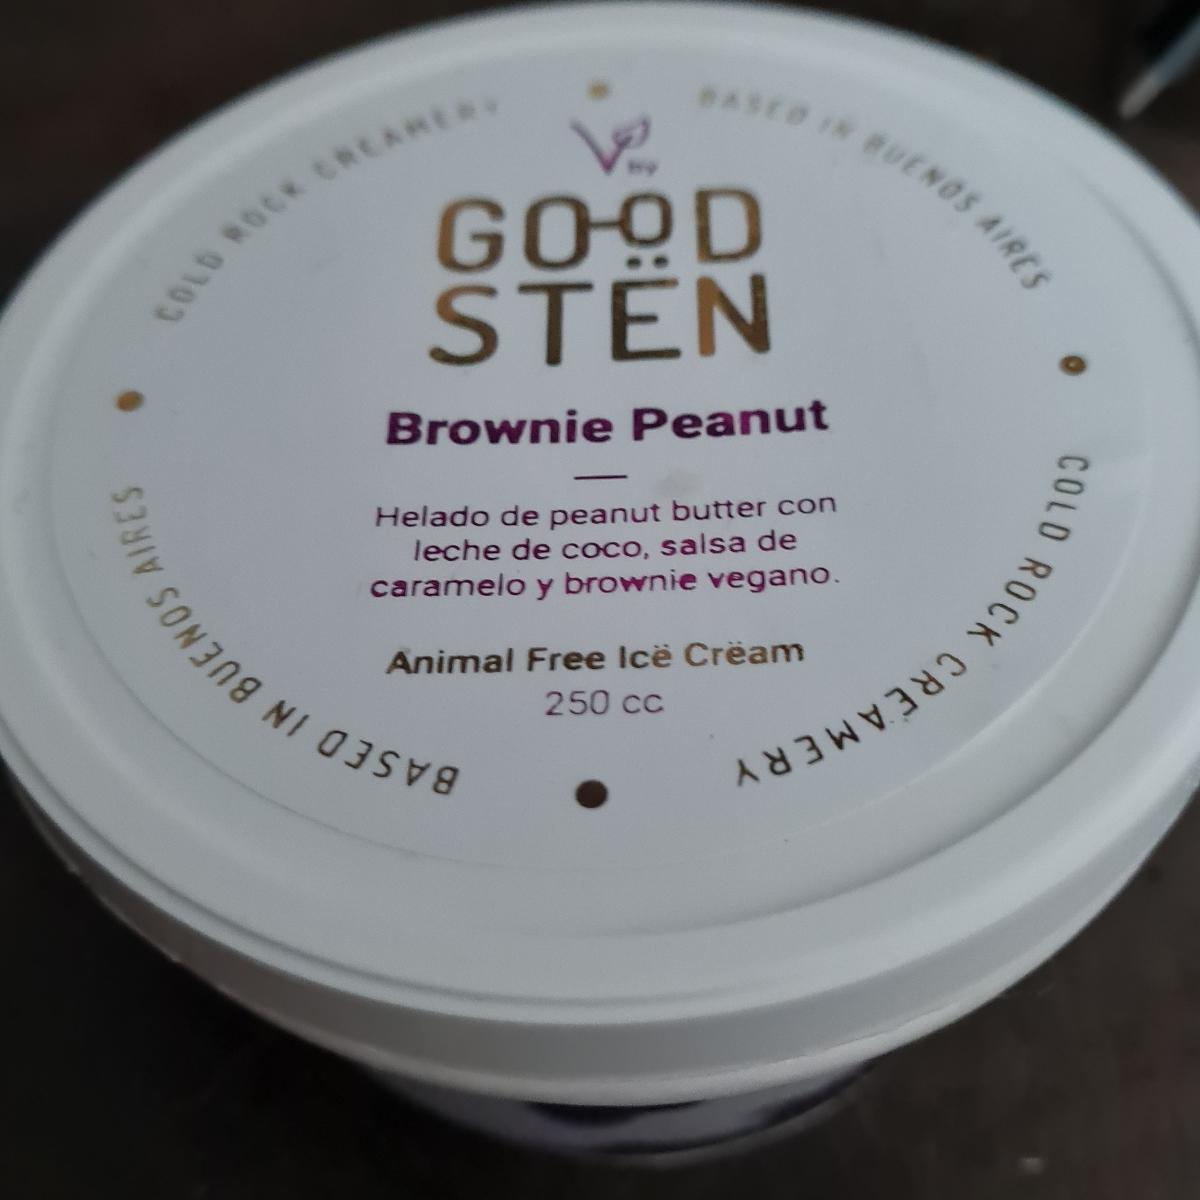 COLD ROCK CREAMERY
BASED IN BUENOS AIRES
V by
GOOD
STËN
Brownie Peanut
Helado de peanut butter con
leche de coco, salsa de
caramelo y brownie vegano.
Animal Free Icë Crëam
250 cc
COLD ROCK CREAMERY
BASED IN BUENOS AIRES